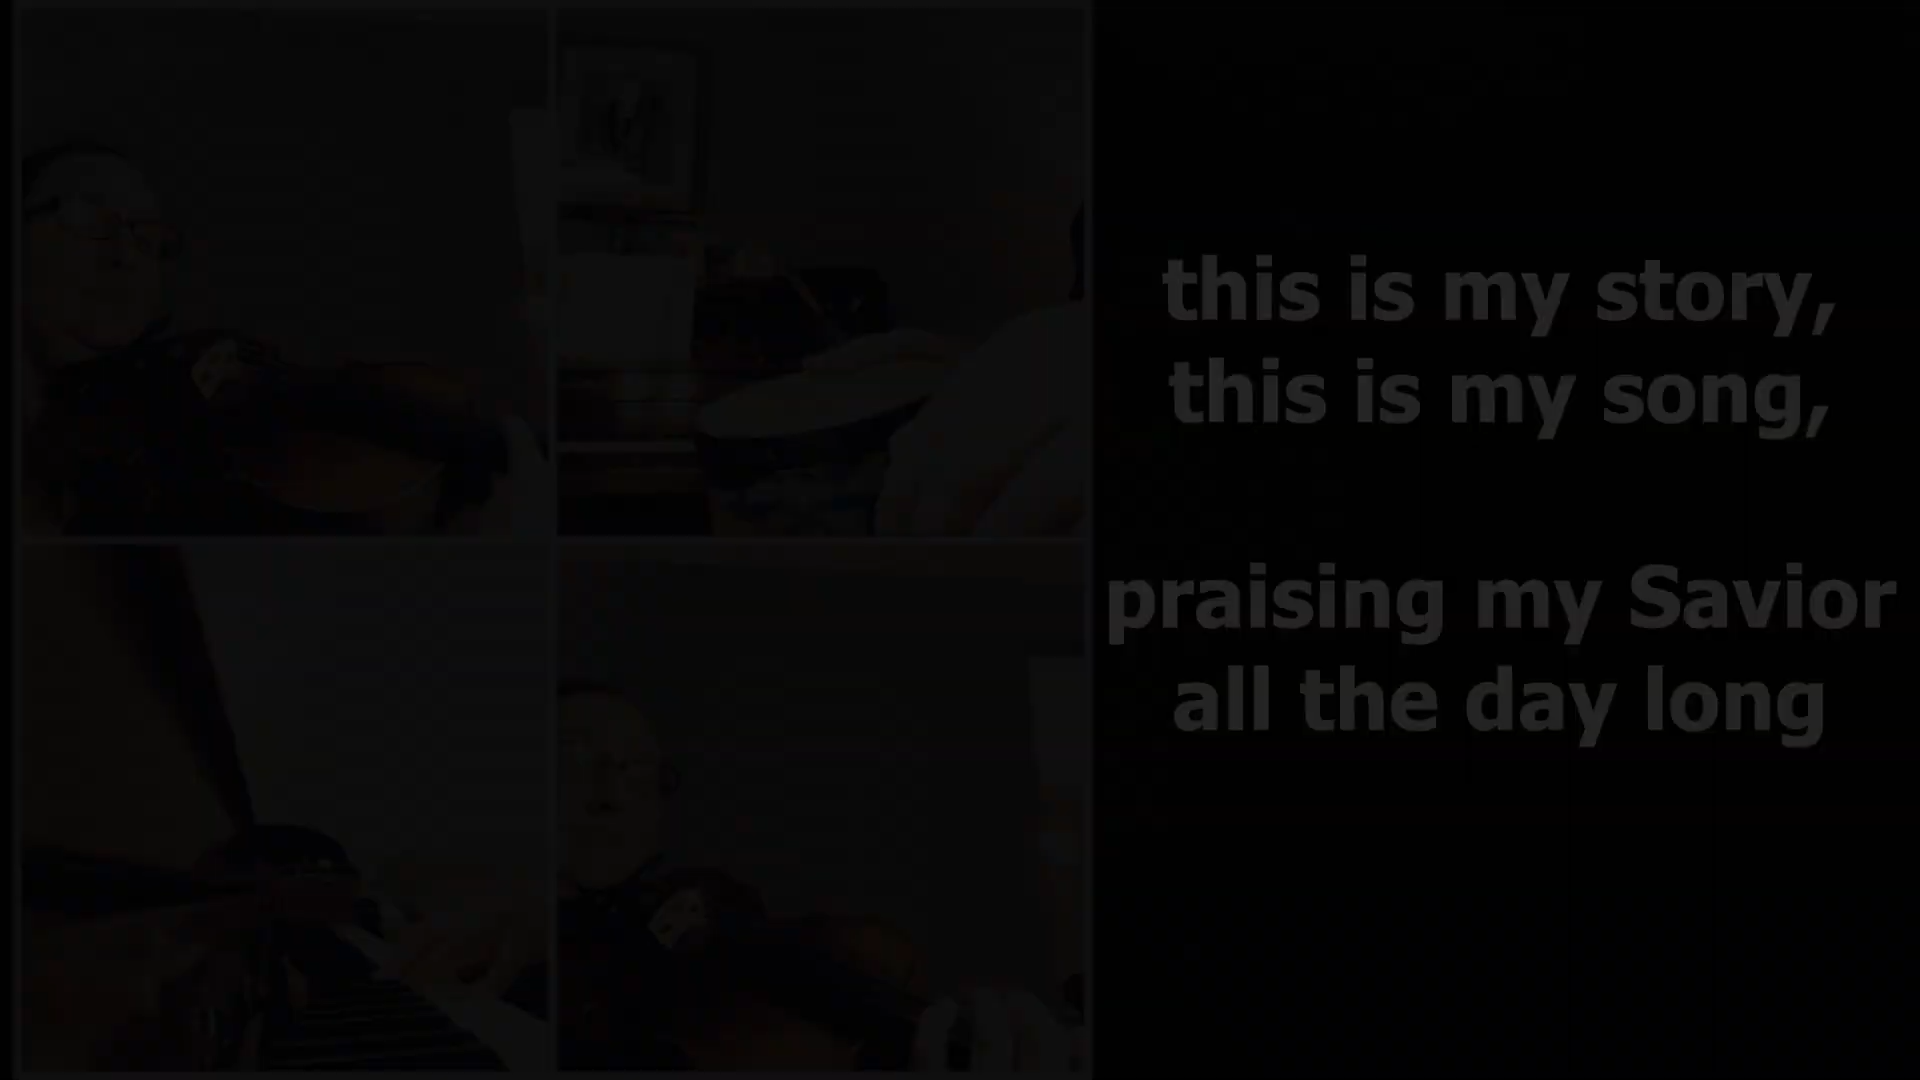 this is my story,
this is my song,
praising my Savior
all the day long